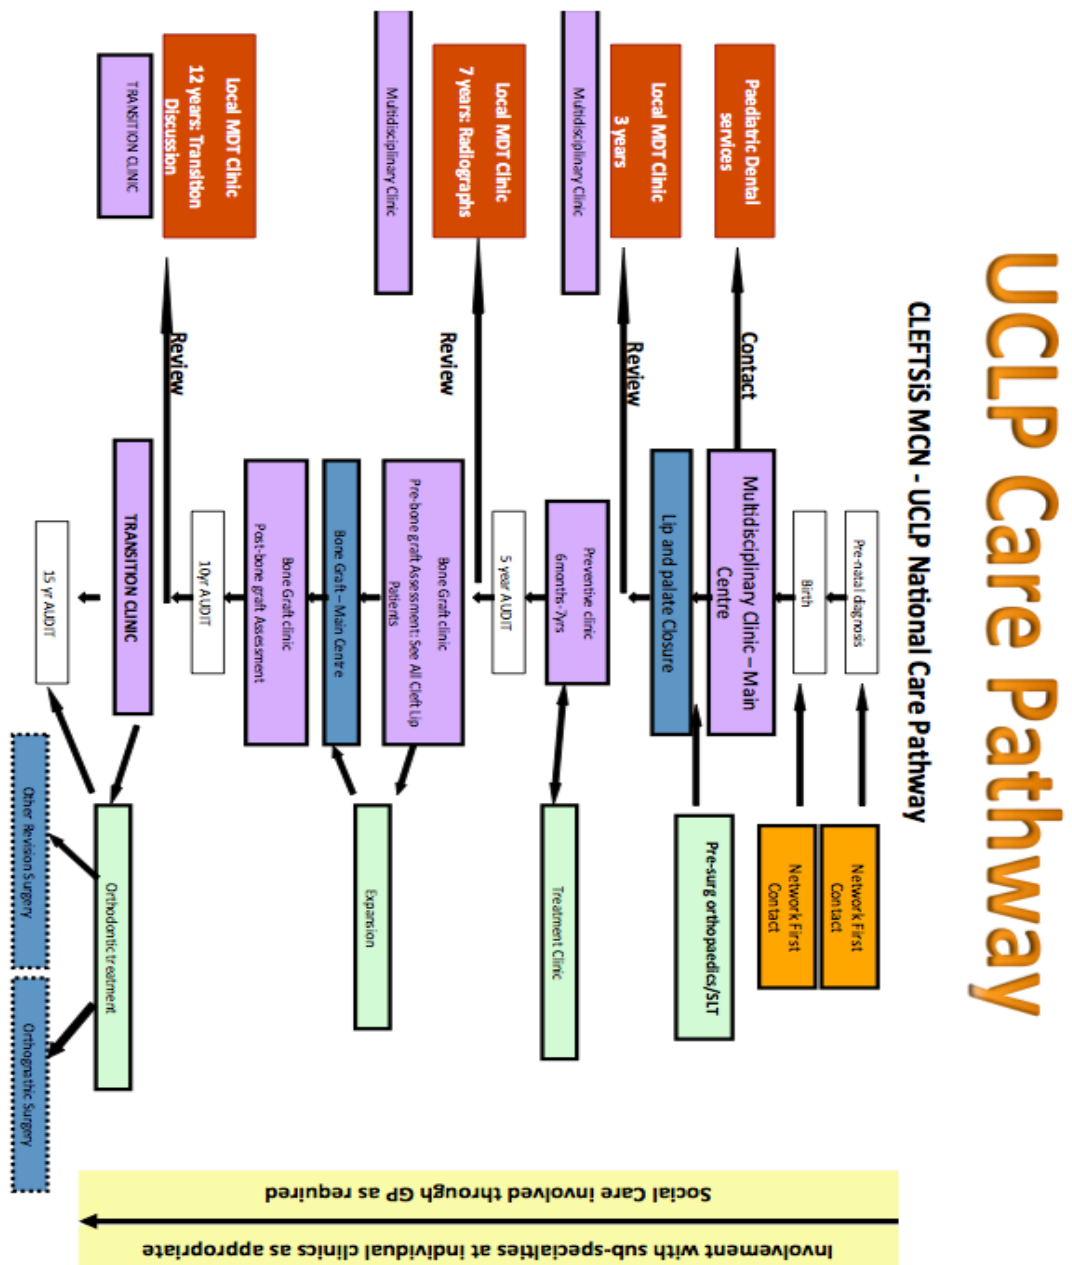 UCLP Care Pathway
CLEFTSiS MCN - UCLP National Care Pathway
Pre-natal diagnosis
Network First
Contact
Birth
Network First
Contact
Paediatric Dental
services
Contact
Multidisciplinary Clinic – Main
Centre
Pre-surg orthopaedics/SLT
Local MDT Clinic
3 years
Review
Lip and palate Closure
Multidisciplinary Clinic
Preventive clinic
6months-7yrs
Treatment Clinic
Local MDT Clinic
7 years: Radiographs
Review
5 year AUDIT
Multidisciplinary Clinic
Bone Graft clinic
Pre-bone graft Assessment: See All Cleft Lip
Patients
Expansion
Bone Graft – Main Centre
Bone Graft clinic
Post-bone graft Assessment
Local MDT Clinic
12 years: Transition
Discussion
Review
10yr AUDIT
TRANSITION CLINIC
TRANSITION CLINIC
Orthodontic treatment
15 yr AUDIT
Other Revision Surgery
Orthognathic Surgery
Social Care involved through GP as required
Involvement with sub-specialties at individual clinics as appropriate